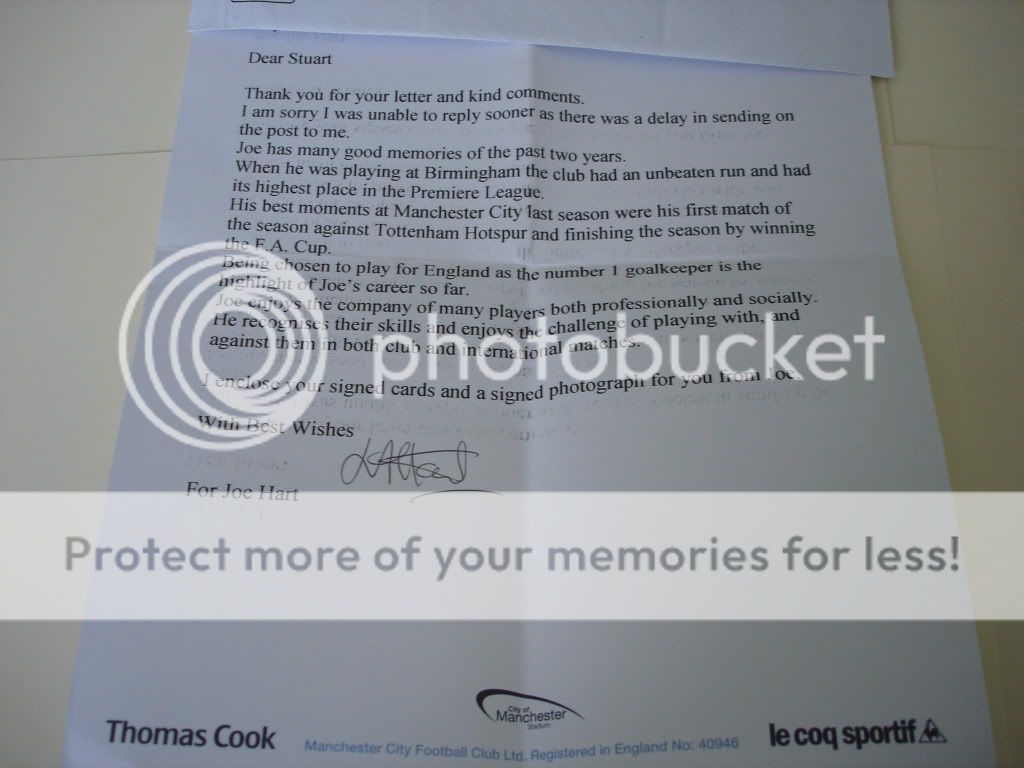 Dear Stuart
Thank you for your letter and kind comments.
I am sorry I was unable to reply sooner as there was a delay in sending on
the post to me.
Joe has many good memories of the past two years.
When he was playing at Birmingham the club had an unbeaten run and had
its highest place in the Premiere League.
His best moments at Manchester City last season were his first match of
the season against Tottenham Hotspur and finishing the season by winning
the F.A. Cup.
Being chosen to play for England as the number 1 goalkeeper is the
highlight of Joe's career so far.
Joe enjoys the company of many players both professionally and socially.
He recognises their skills and enjoys the challenge of playing with, and
against them in both club and international matches.
I enclose your signed cards and a signed photograph for you from Joe.
With Best Wishes
For Joe Hart
photobucket
Protect more of your memories for less!
Thomas Cook
City of
Manchester
Stadium
Manchester City Football Club Ltd. Registered in England No: 40946
le coq sportif